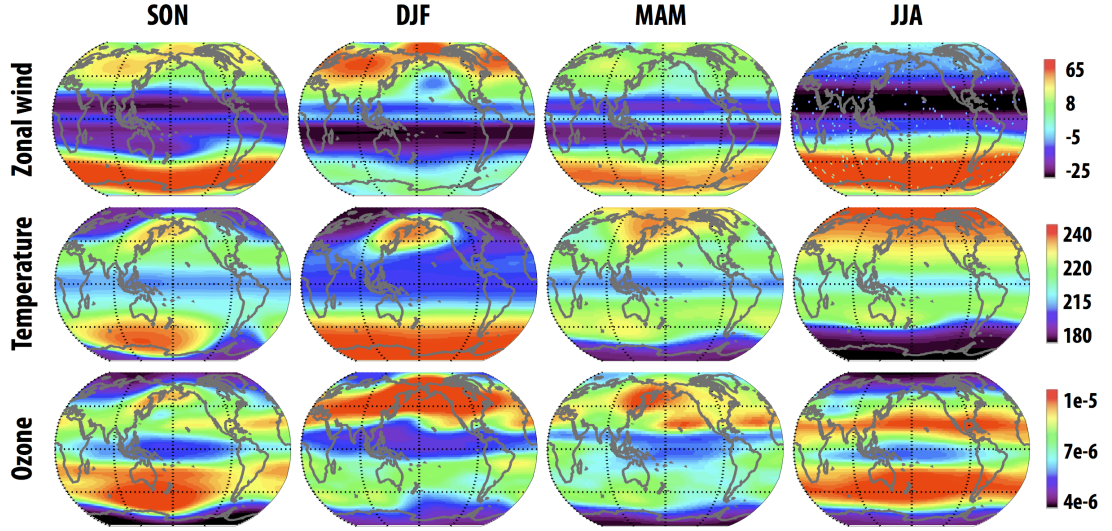 SON DJF MAM JJA
Zonal wind
65
8
-5
-25
Temperature
240
220
215
180
Ozone
1e-5
7e-6
4e-6